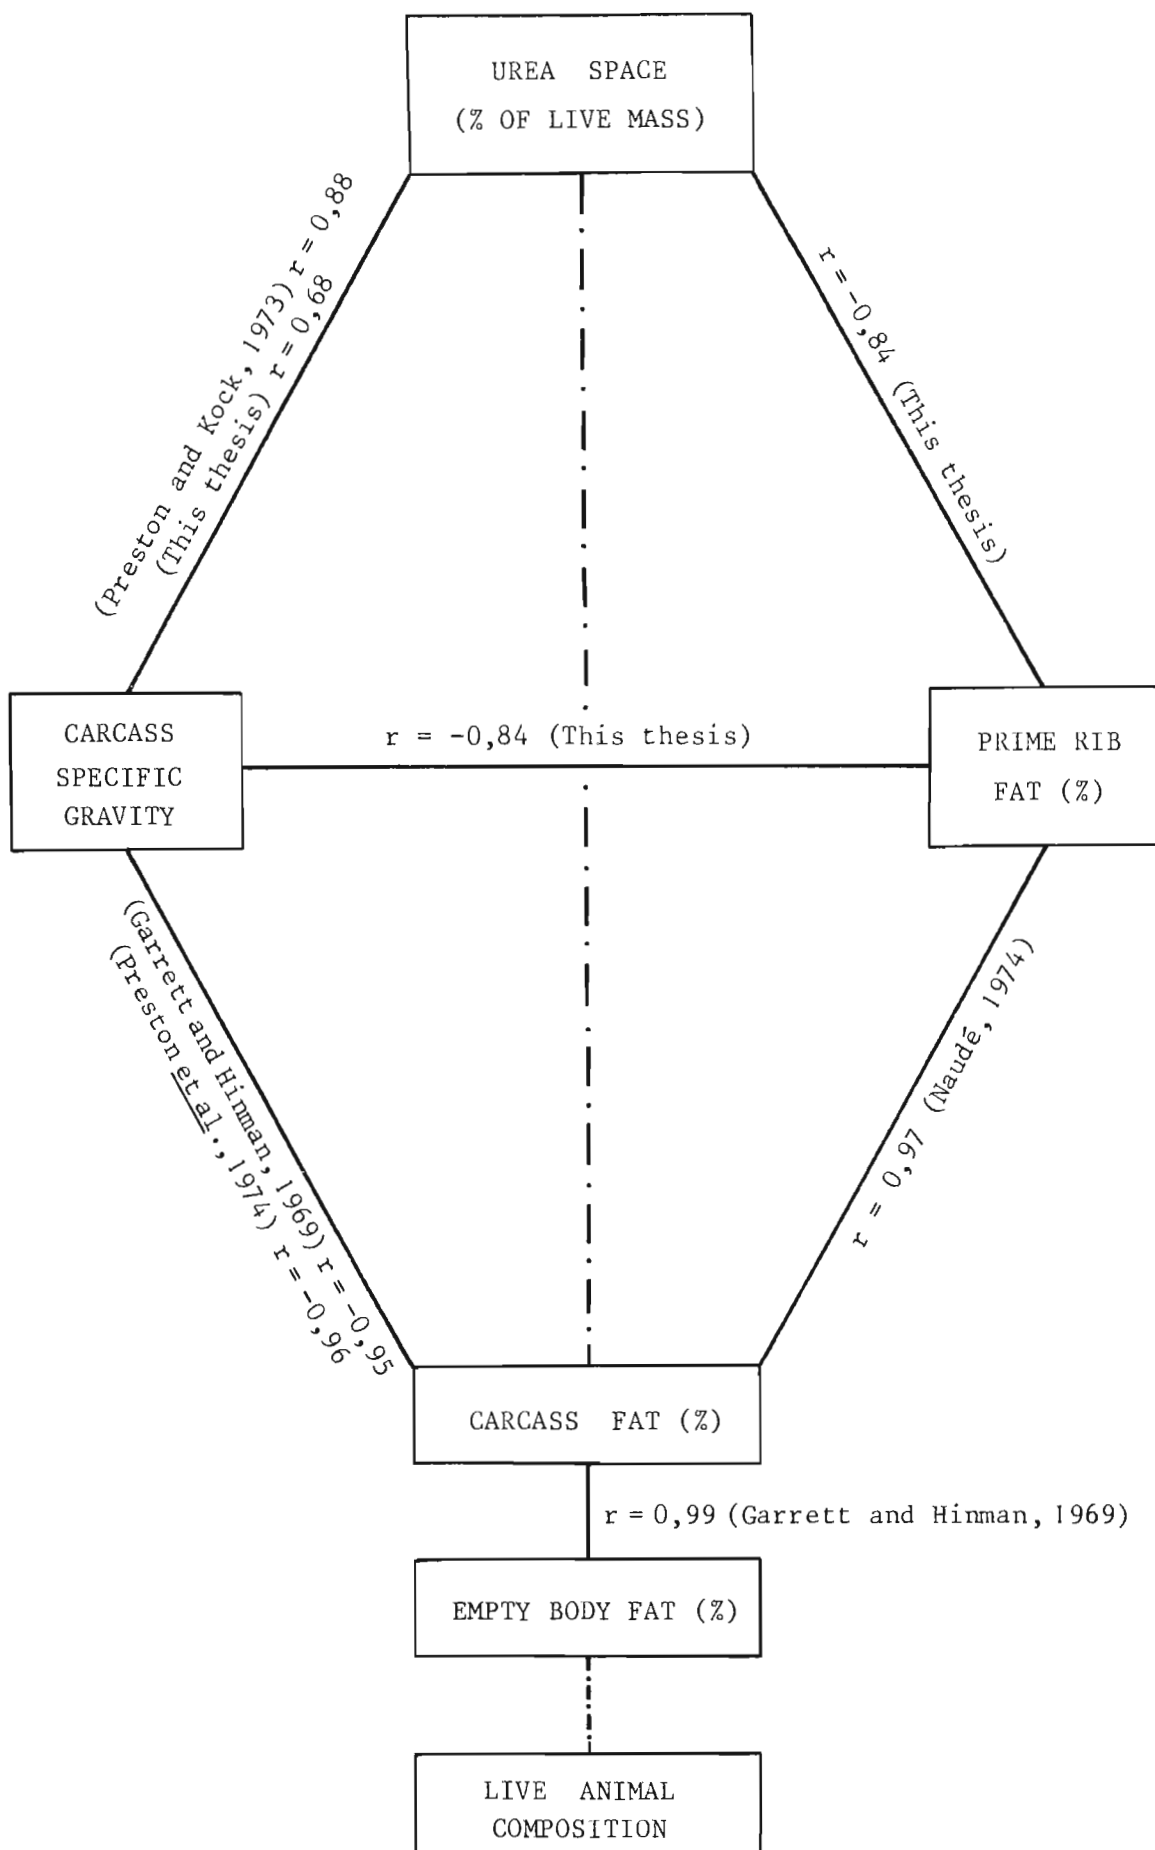 UREA SPACE
(% OF LIVE MASS)
(Preston and Kock, 1973) r = 0,88
(This thesis) r = 0,68
r = -0,84 (This thesis)
CARCASS
SPECIFIC
GRAVITY
r = -0,84 (This thesis)
PRIME RIB
FAT (%)
(Garrett and Hinman, 1969) r = -0,95
(Preston et al., 1974) r = -0,96
r = 0,97 (Naudé, 1974)
CARCASS FAT (%)
r = 0,99 (Garrett and Hinman, 1969)
EMPTY BODY FAT (%)
LIVE ANIMAL
COMPOSITION